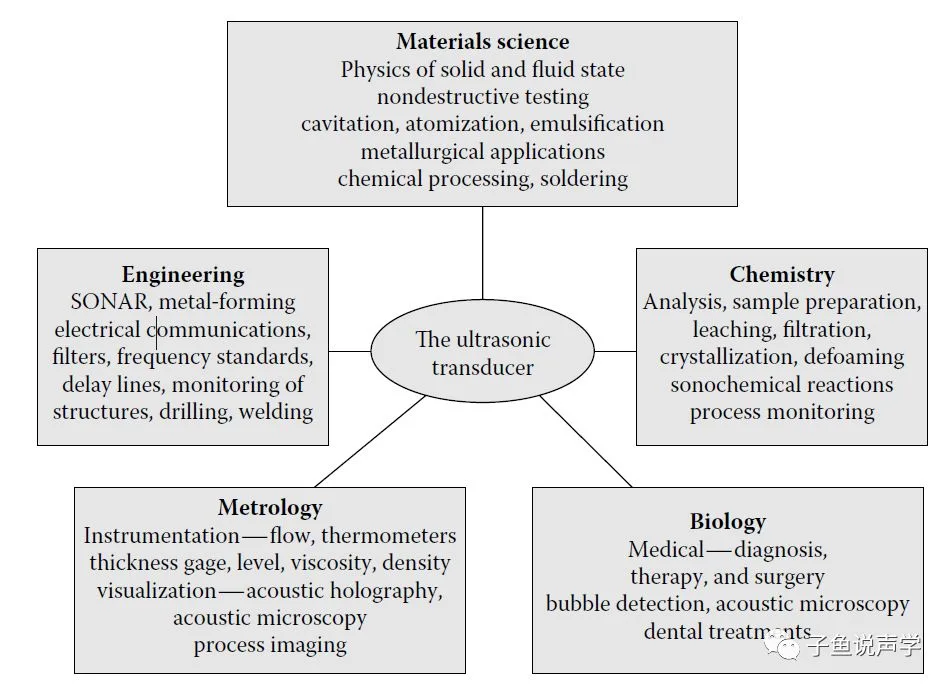 Materials science
Physics of solid and fluid state
nondestructive testing
cavitation, atomization, emulsification
metallurgical applications
chemical processing, soldering
Engineering
SONAR, metal-forming
electrical communications,
filters, frequency standards,
delay lines, monitoring of
structures, drilling, welding
The ultrasonic
transducer
Chemistry
Analysis, sample preparation,
leaching, filtration,
crystallization, defoaming
sonochemical reactions
process monitoring
Metrology
Instrumentation—flow, thermometers
thickness gage, level, viscosity, density
visualization—acoustic holography,
acoustic microscopy
process imaging
Biology
Medical—diagnosis,
therapy, and surgery
bubble detection, acoustic microscopy
dental treatments
子鱼说声学